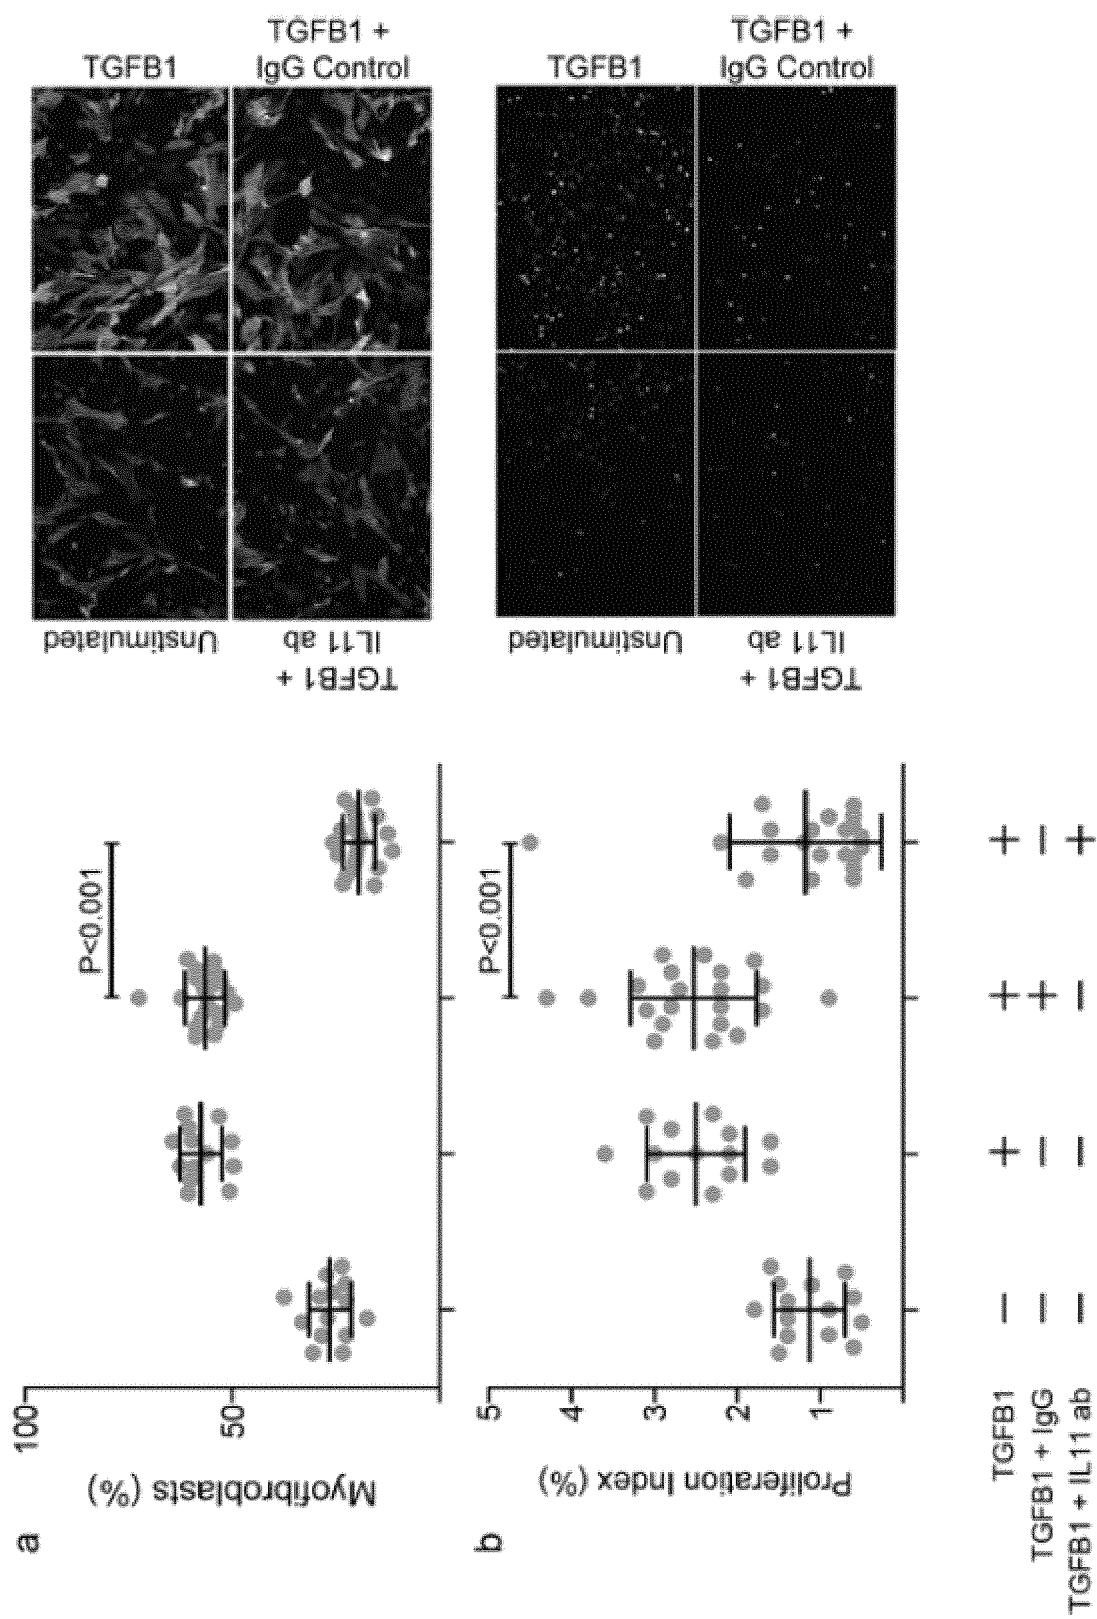 a
Myofibroblasts (%)
100
50
P<0.001
Unstimulated
TGFB1
TGFB1 +
IL11 ab
TGFB1 +
IgG Control
b
Proliferation Index (%)
5
4
3
2
1
P<0.001
Unstimulated
TGFB1
TGFB1 +
IL11 ab
TGFB1 +
IgG Control
TGFB1 − + + +
TGFB1 + IgG − − + −
TGFB1 + IL11 ab − − − +